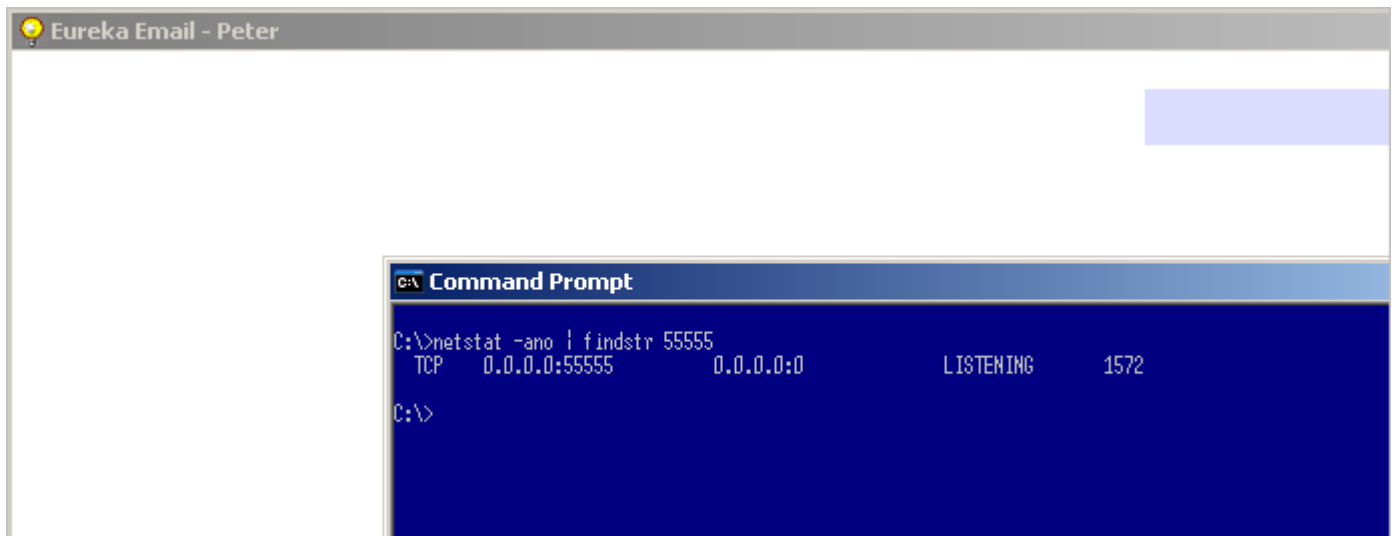 Eureka Email - Peter
C:\ Command Prompt
C:\>netstat -ano | findstr 55555
TCP 0.0.0.0:55555 0.0.0.0:0 LISTENING 1572
C:\>